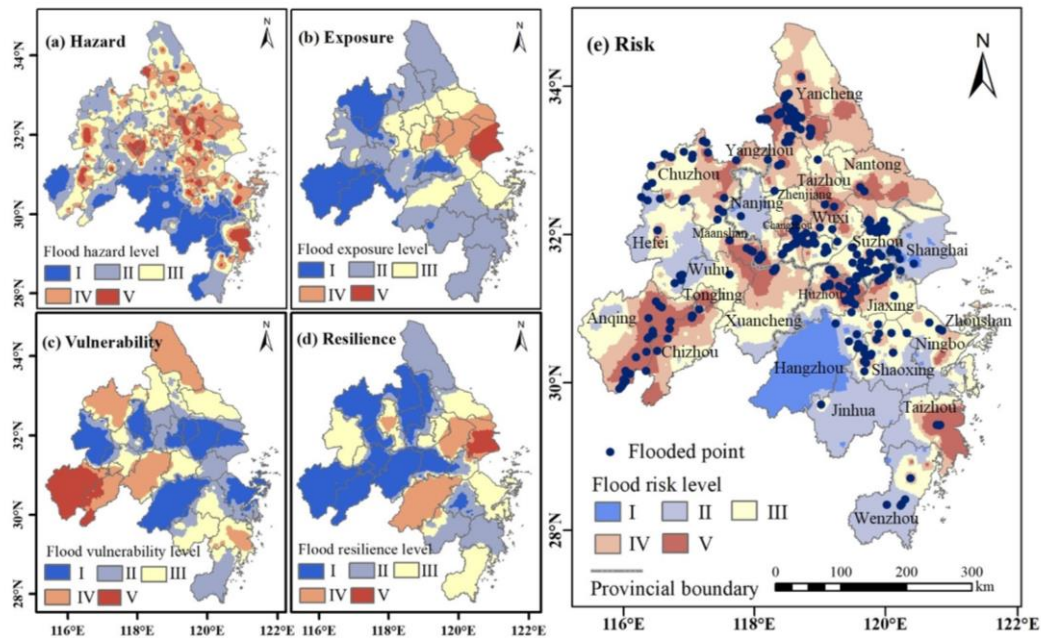 (a) Hazard
N
34°N
32°N
30°N
28°N
Flood hazard level
I II III
IV V
(b) Exposure
N
Flood exposure level
I II III
IV V
(c) Vulnerability
N
34°N
32°N
30°N
28°N
Flood vulnerability level
I II III
IV V
116°E 118°E 120°E 122°E
(d) Resilience
N
Flood resilience level
I II III
IV V
116°E 118°E 120°E 122°E
(e) Risk
N
34°N
32°N
30°N
28°N
Yancheng
Yangzhou
Chuzhou
Nantong
Taizhou
Zhenjiang
Nanjing
Wuxi
Maanshan
Changzhou
Hefei
Suzhou
Shanghai
Wuhu
Tongling
Huzhou
Jiaxing
Anqing
Xuancheng
Zhoushan
Ningbo
Chizhou
Shaoxing
Hangzhou
Jinhua
Taizhou
Wenzhou
Flooded point
Flood risk level
I II III
IV V
Provincial boundary
0 100 200 300
km
116°E 118°E 120°E 122°E